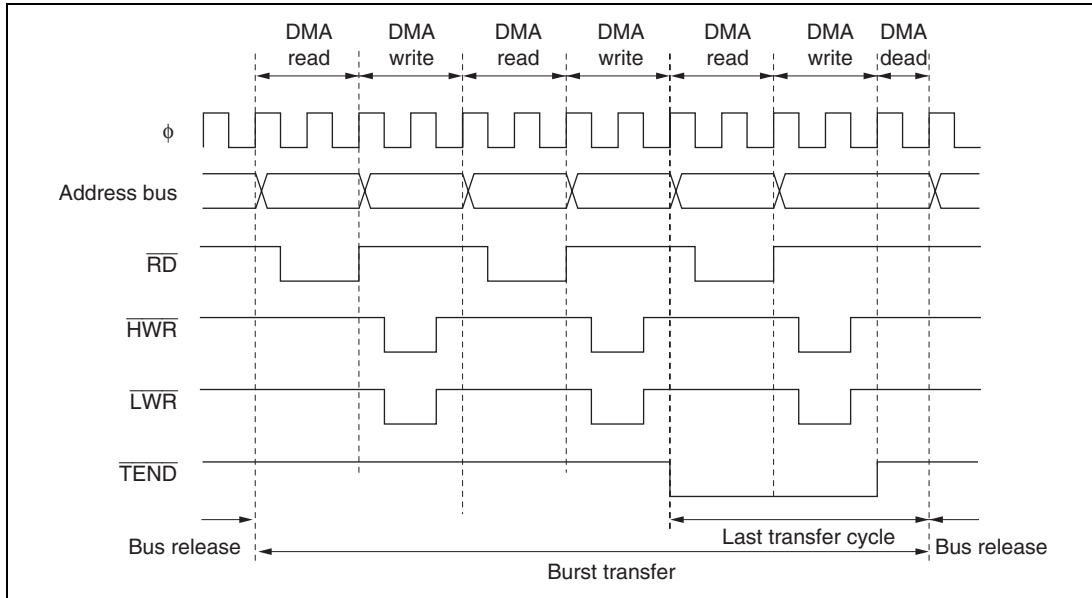 DMA DMA DMA DMA DMA DMA DMA
read write read write read write dead
φ
Address bus
RD
HWR
LWR
TEND
Last transfer cycle
Bus release Bus release
Burst transfer